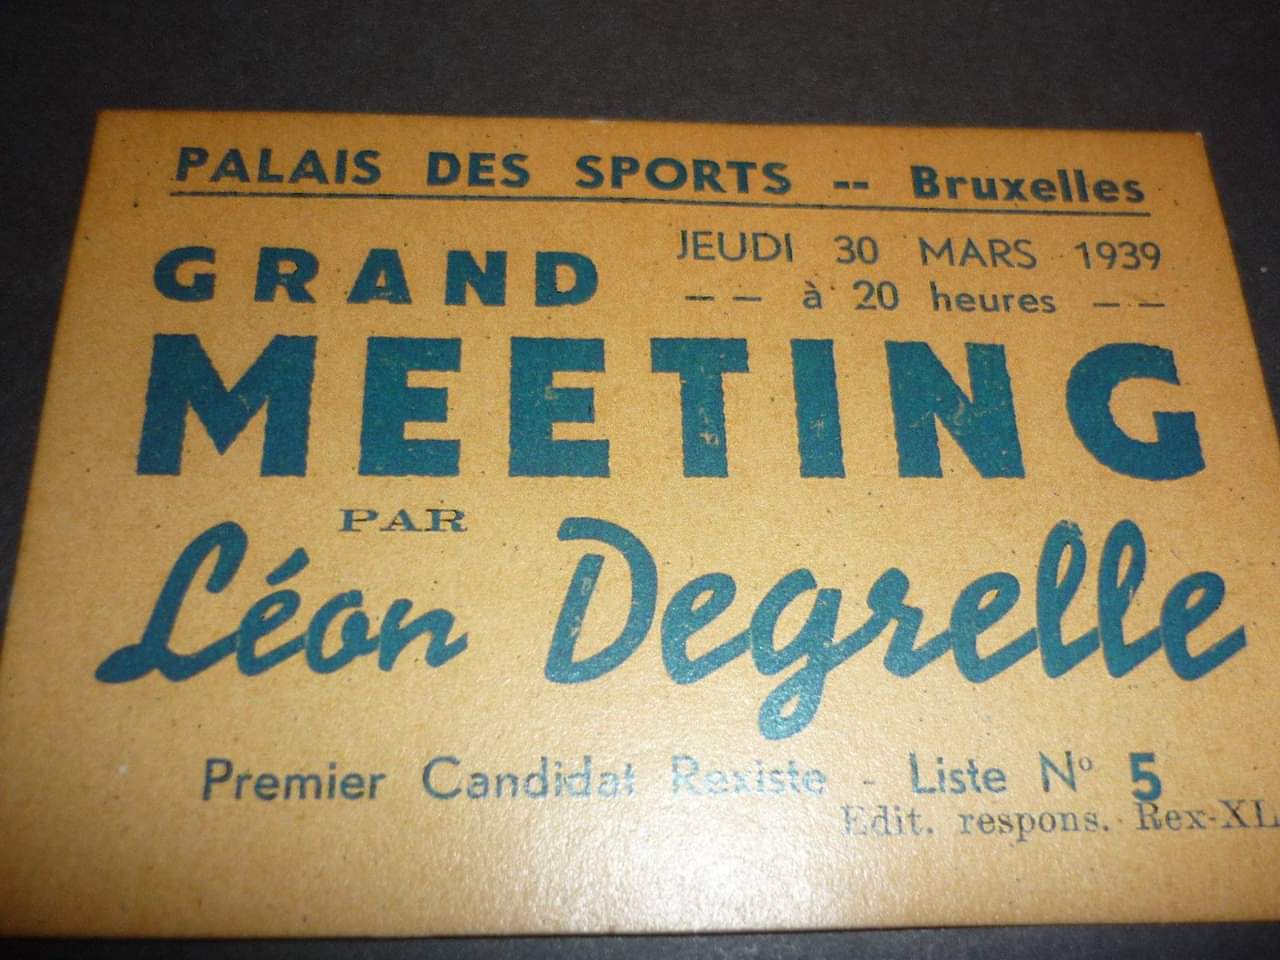 PALAIS DES SPORTS -- Bruxelles
GRAND
JEUDI 30 MARS 1939
-- à 20 heures --
MEETING
PAR
Léon Degrelle
Premier Candidat Rexiste - Liste N° 5
Edit. respons. Rex-XL